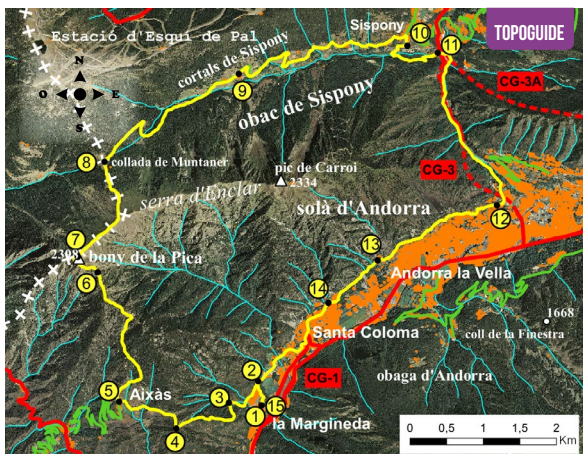 TOPOGUIDE
Estació d'Esquí de Pal
Sispony
10
11
cortals de Sispony
N
O
E
S
9
obac de Sispony
CG-3A
8
collada de Muntaner
pic de Carroi
2334
CG-3
serra d'Enclar
solà d'Andorra
12
7
2308
bony de la Pica
13
6
Andorra la Vella
14
1668
Santa Coloma
coll de la Finestra
2
CG-1
obaga d'Andorra
5
Aixàs
3
1
15
la Margineda
4
0 0,5 1 1,5 2
Km